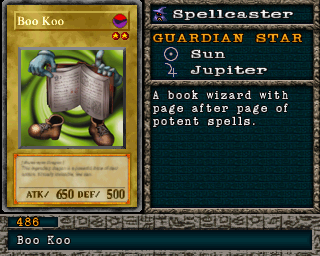 Boo Koo
ATK/ 650 DEF/ 500
Spellcaster
GUARDIAN STAR
Sun
Jupiter
A book wizard with
page after page of
potent spells.
486
Boo Koo